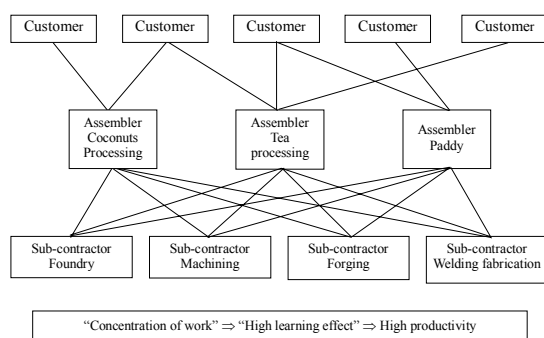 Customer Customer Customer Customer Customer
Assembler
Coconuts
Processing
Assembler
Tea
processing
Assembler
Paddy
Sub-contractor
Foundry
Sub-contractor
Machining
Sub-contractor
Forging
Sub-contractor
Welding fabrication
“Concentration of work” ⇒ “High learning effect” ⇒ High productivity